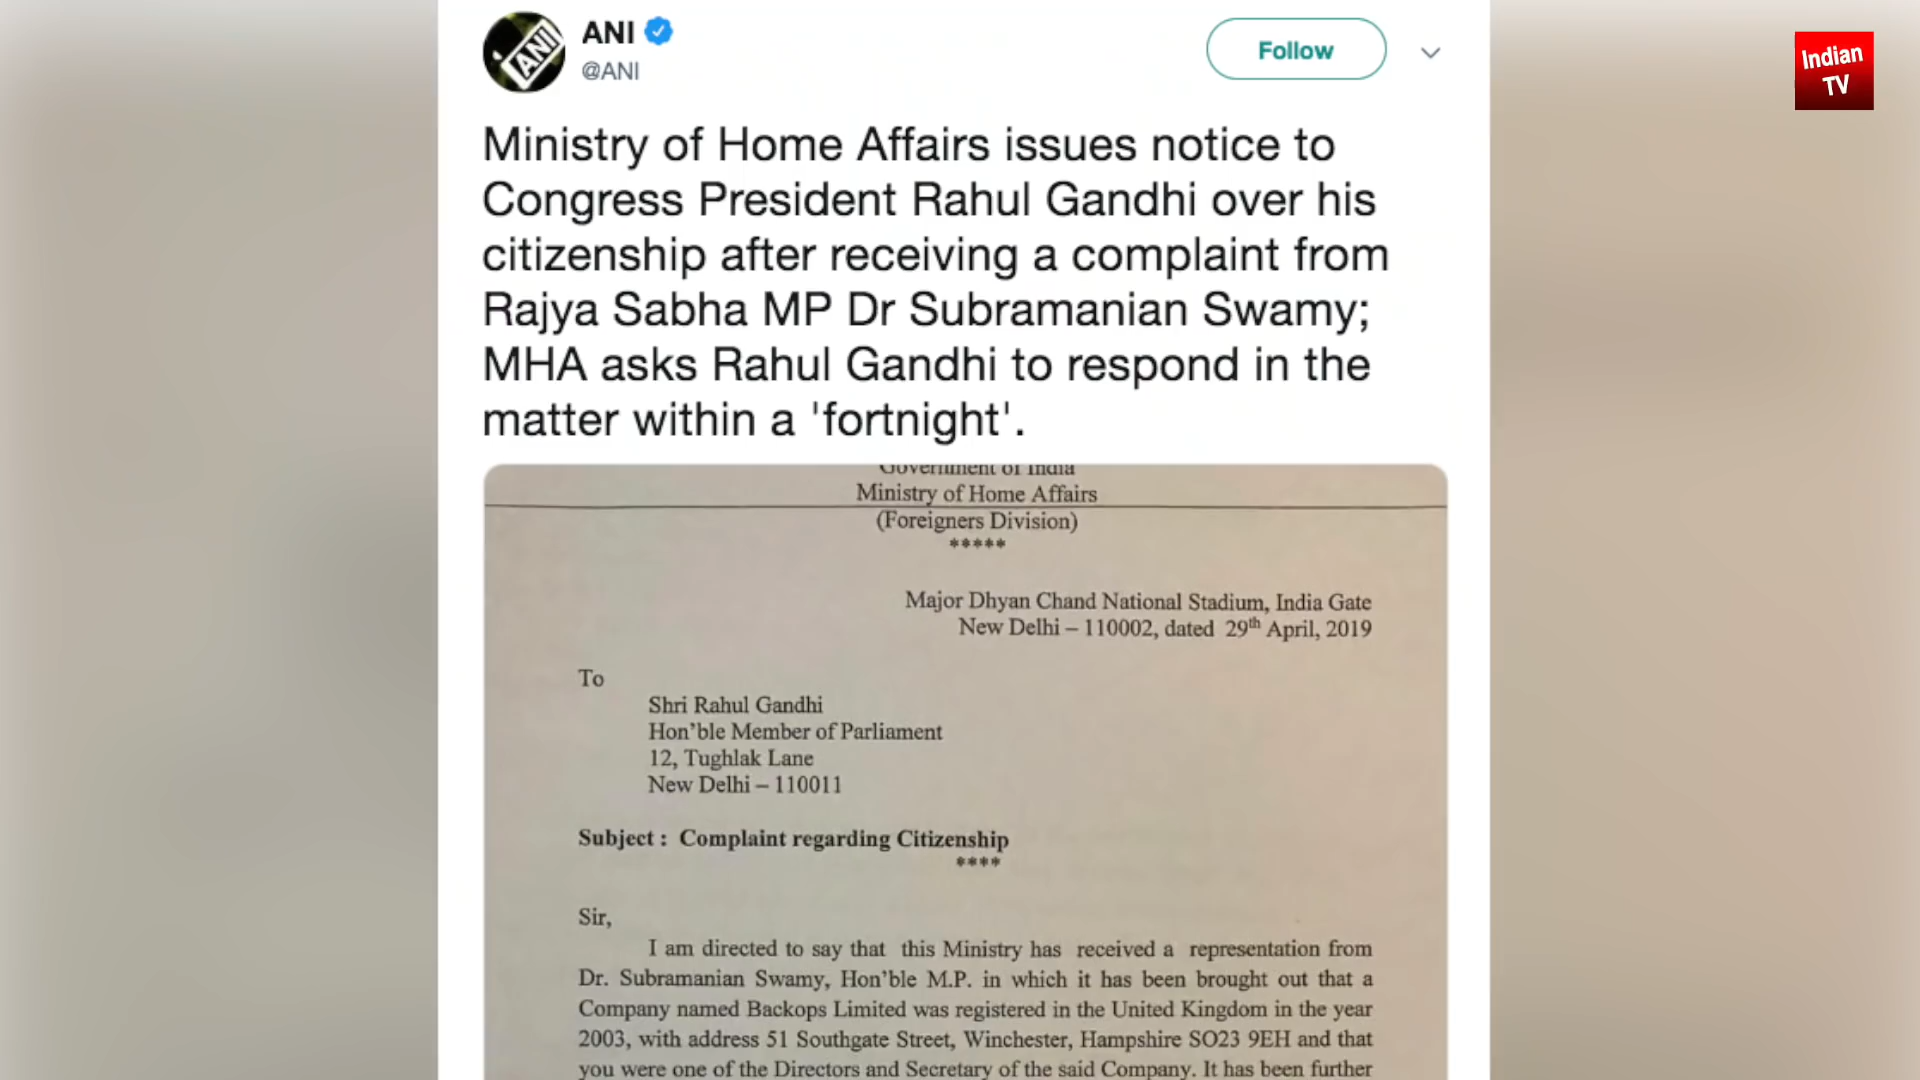 ANI
@ANI
Follow
Indian
TV
ANI
Ministry of Home Affairs issues notice to
Congress President Rahul Gandhi over his
citizenship after receiving a complaint from
Rajya Sabha MP Dr Subramanian Swamy;
MHA asks Rahul Gandhi to respond in the
matter within a 'fortnight'.
Government of India
Ministry of Home Affairs
(Foreigners Division)
*****
Major Dhyan Chand National Stadium, India Gate
New Delhi – 110002, dated 29th April, 2019
To
Shri Rahul Gandhi
Hon'ble Member of Parliament
12, Tughlak Lane
New Delhi – 110011
Subject : Complaint regarding Citizenship
****
Sir,
I am directed to say that this Ministry has received a representation from
Dr. Subramanian Swamy, Hon'ble M.P. in which it has been brought out that a
Company named Backops Limited was registered in the United Kingdom in the year
2003, with address 51 Southgate Street, Winchester, Hampshire SO23 9EH and that
you were one of the Directors and Secretary of the said Company. It has been further